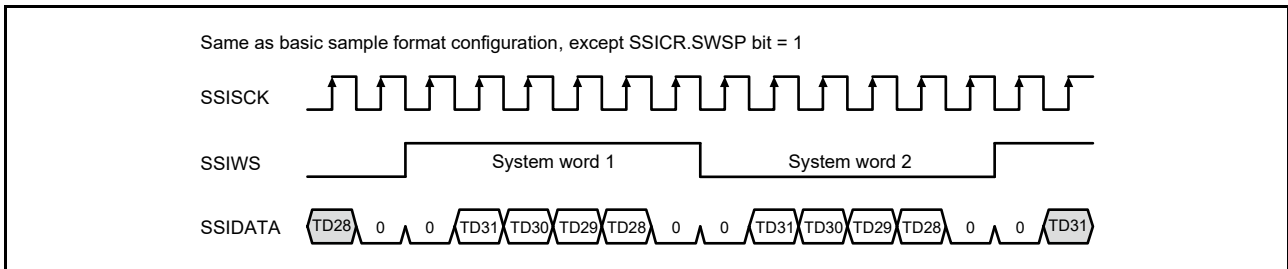 Same as basic sample format configuration, except SSICR.SWSP bit = 1
SSISCK
SSIWS System word 1 System word 2
SSIDATA TD28 0 0 TD31 TD30 TD29 TD28 0 0 TD31 TD30 TD29 TD28 0 0 TD31